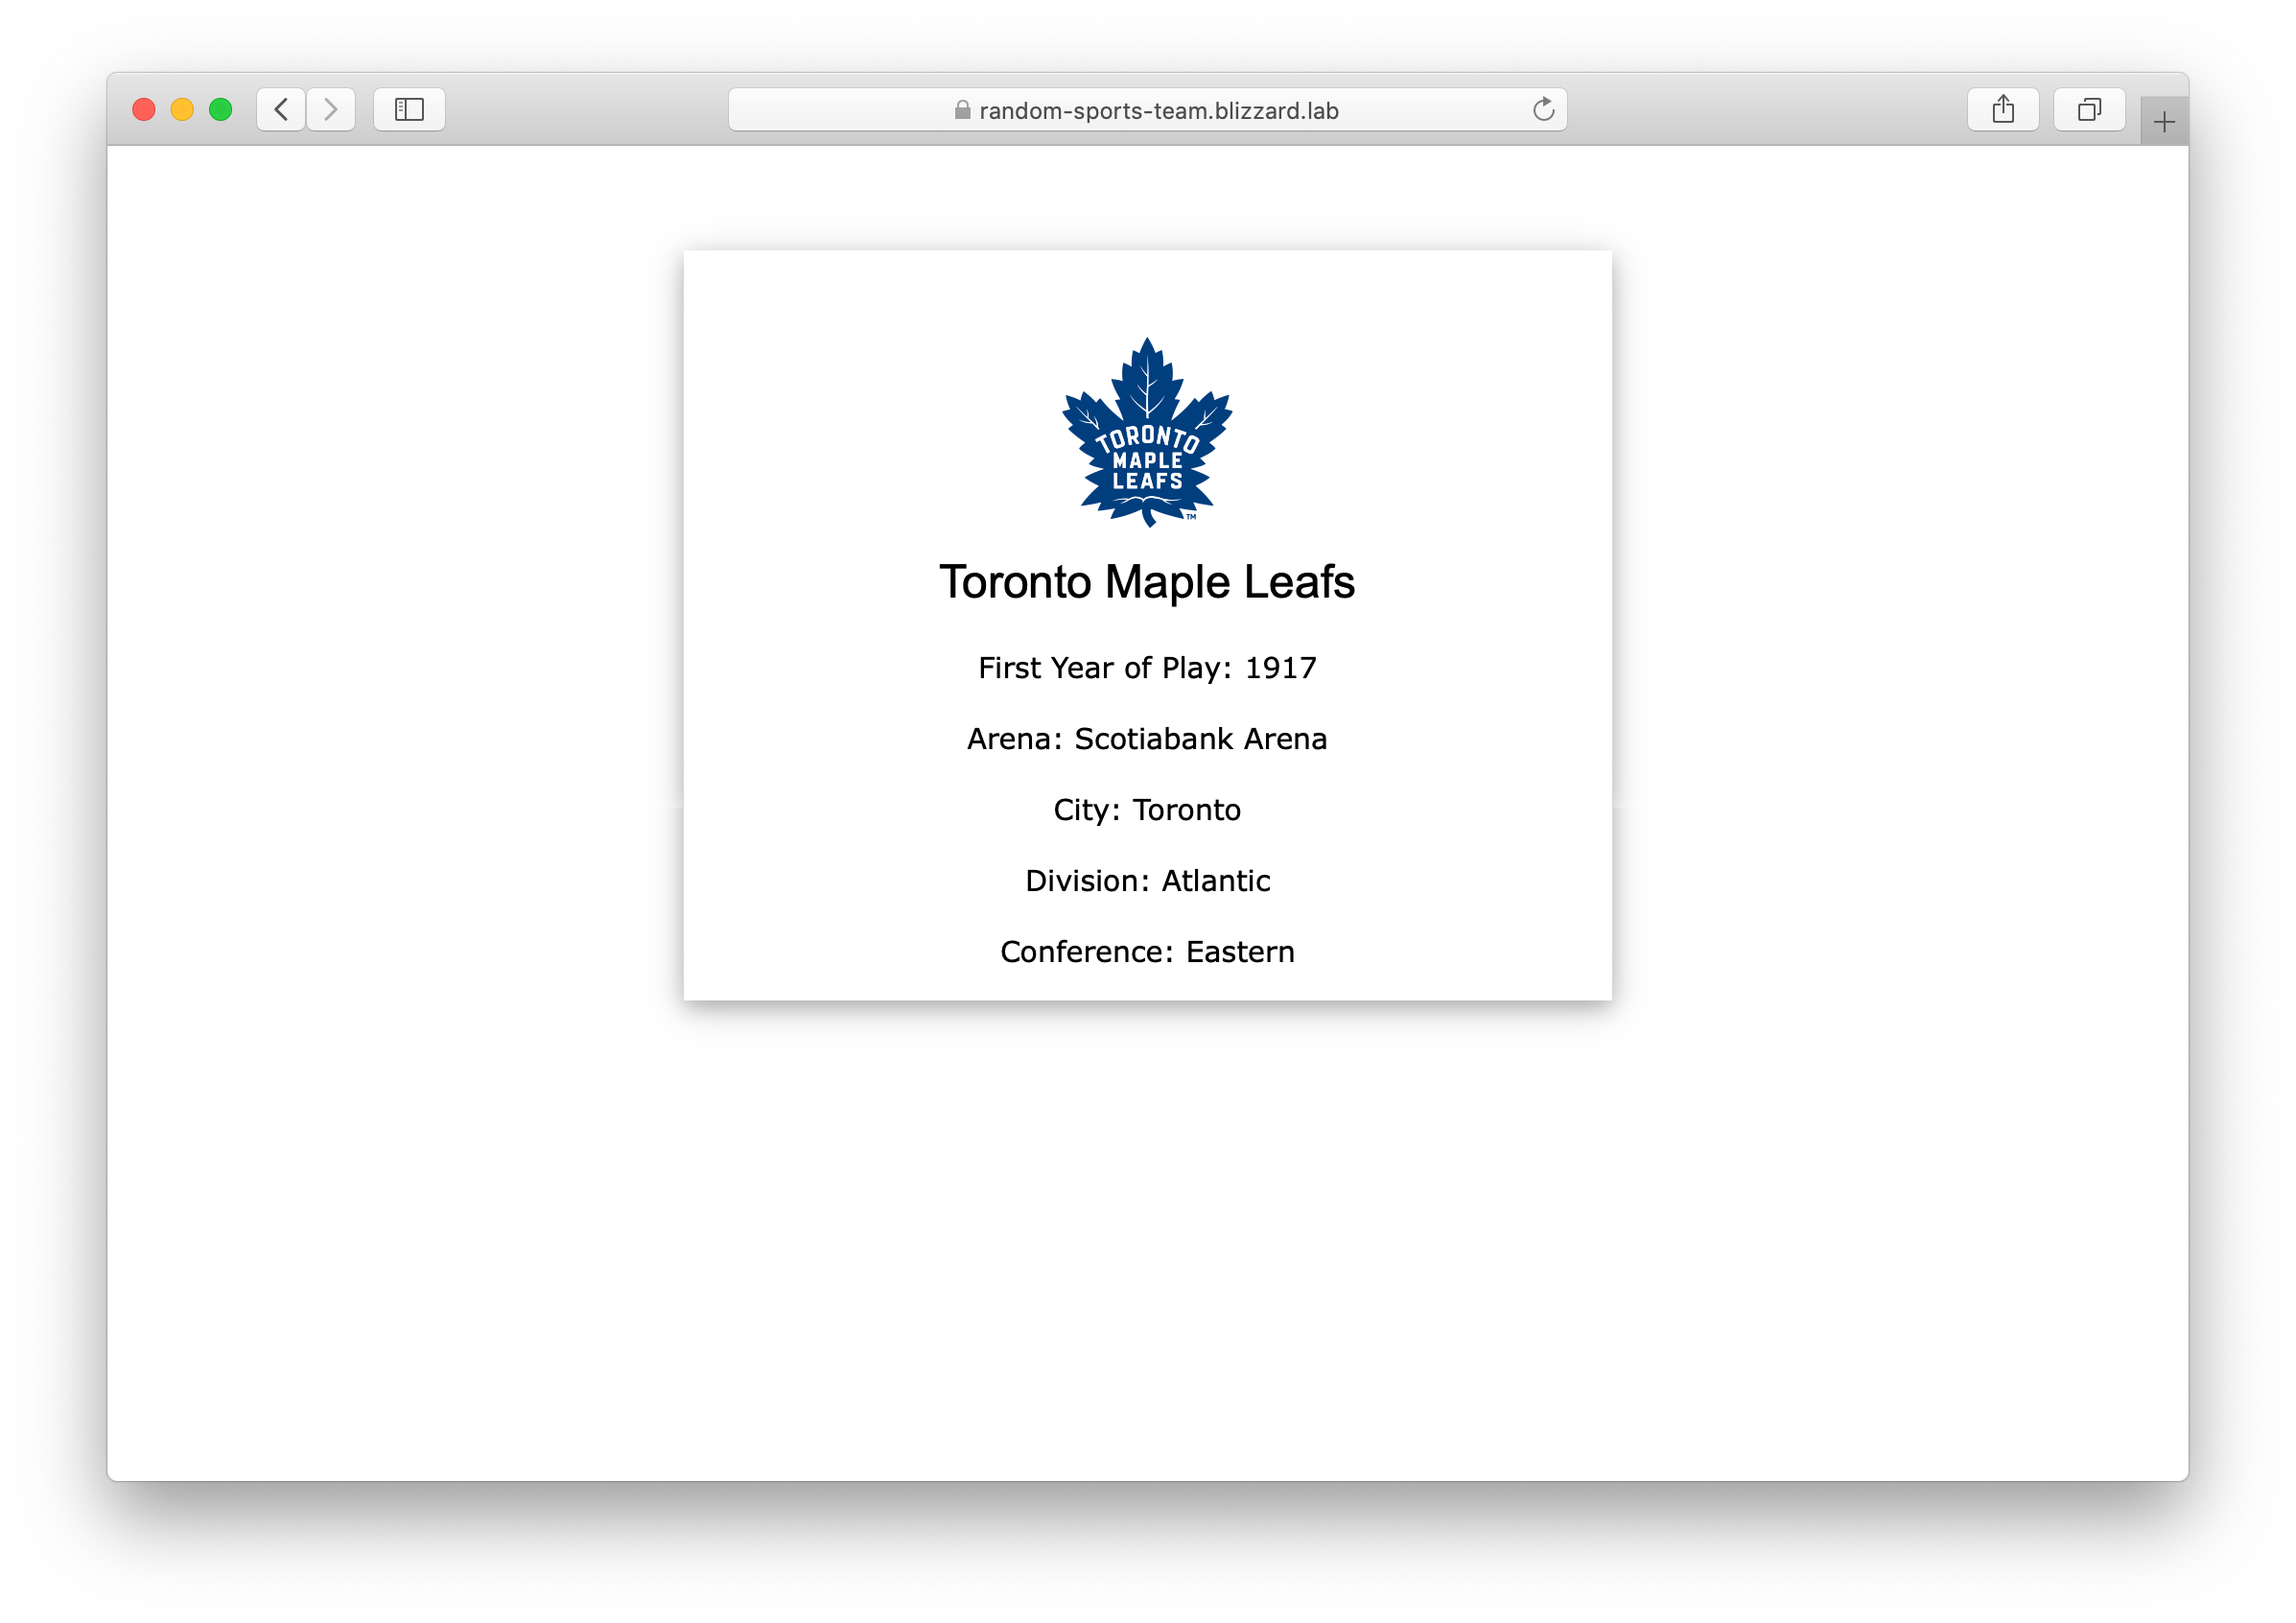 random-sports-team.blizzard.lab
TORONTO
MAPLE
LEAFS
TM
Toronto Maple Leafs
First Year of Play: 1917
Arena: Scotiabank Arena
City: Toronto
Division: Atlantic
Conference: Eastern